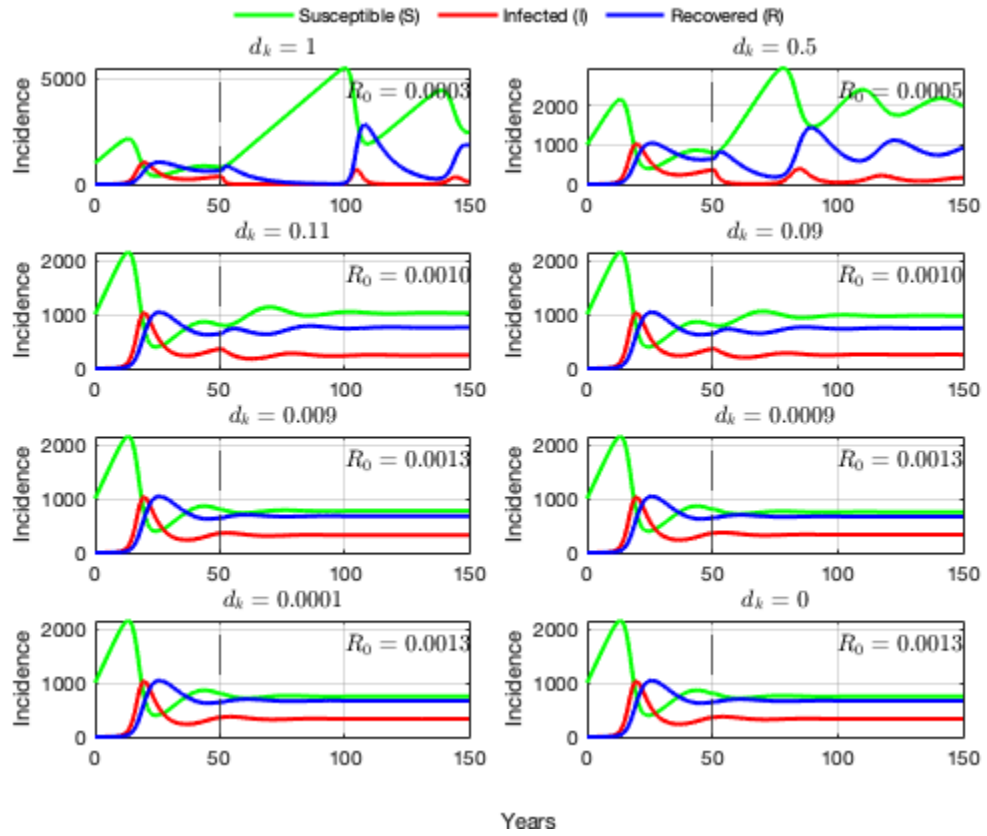 Susceptible (S) Infected (I) Recovered (R)
d_k = 1
d_k = 0.5
Incidence
5000
0
R_0 = 0.0003
0 50 100 150
Incidence
2000
1000
0
R_0 = 0.0005
0 50 100 150
d_k = 0.11
d_k = 0.09
Incidence
2000
1000
0
R_0 = 0.0010
0 50 100 150
Incidence
2000
1000
0
R_0 = 0.0010
0 50 100 150
d_k = 0.009
d_k = 0.0009
Incidence
2000
1000
0
R_0 = 0.0013
0 50 100 150
Incidence
2000
1000
0
R_0 = 0.0013
0 50 100 150
d_k = 0.0001
d_k = 0
Incidence
2000
1000
0
R_0 = 0.0013
0 50 100 150
Incidence
2000
1000
0
R_0 = 0.0013
0 50 100 150
Years